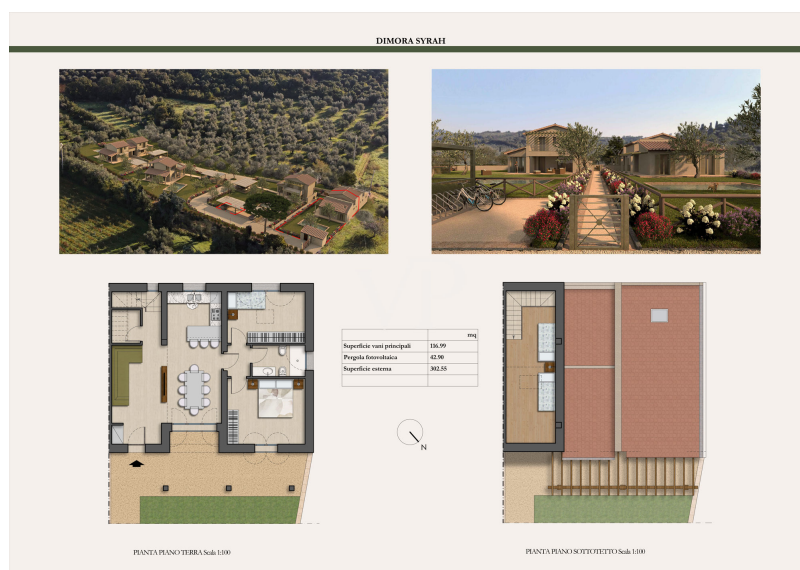 DIMORA SYRAH
mq
Superficie vani principali 116.99
Pergola fotovoltaica 42.90
Superficie esterna 302.55
N
PIANTA PIANO TERRA Scala 1:100
PIANTA PIANO SOTTOTETTO Scala 1:100